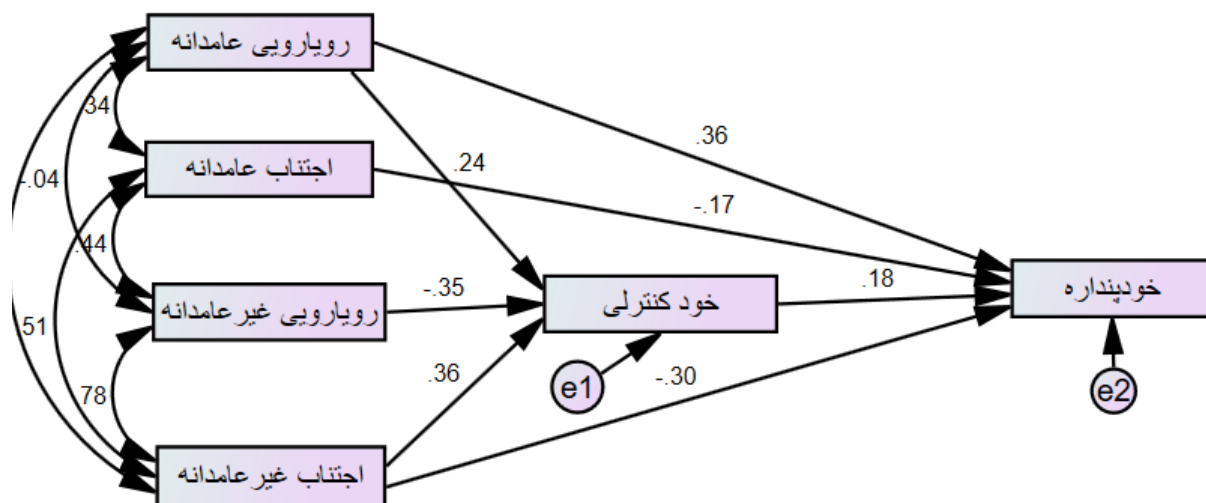 رویارویی عامدانه
.34
اجتناب عامدانه
.36
.24
-.04
-.17
.44
رویارویی غیرعامدانه
-.35
خود کنترلی
.18
خودپنداره
.51
.36
-.30
e1
e2
.78
اجتناب غیرعامدانه